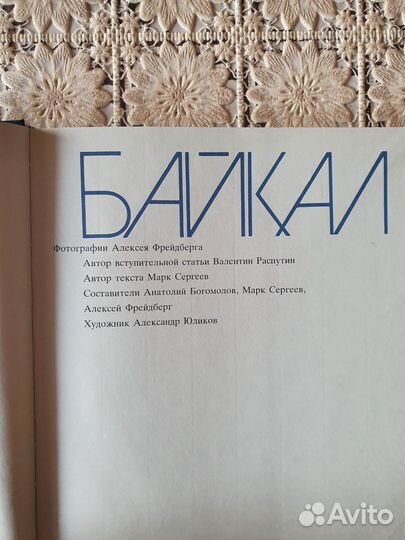 БАЙКАЛ
Фотографии Алексея Фрейдберга
Автор вступительной статьи Валентин Распутин
Автор текста Марк Сергеев
Составители Анатолий Богомолов, Марк Сергеев,
Алексей Фрейдберг
Художник Александр Юликов
Avito